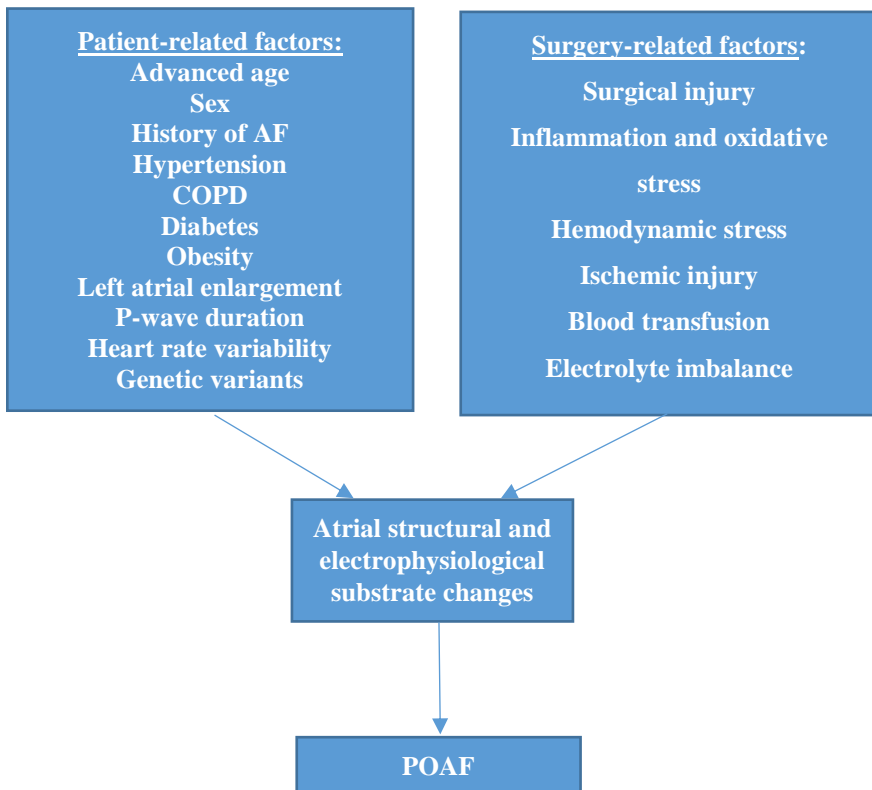 Patient-related factors:
Advanced age
Sex
History of AF
Hypertension
COPD
Diabetes
Obesity
Left atrial enlargement
P-wave duration
Heart rate variability
Genetic variants
Surgery-related factors:
Surgical injury
Inflammation and oxidative
stress
Hemodynamic stress
Ischemic injury
Blood transfusion
Electrolyte imbalance
Atrial structural and
electrophysiological
substrate changes
POAF